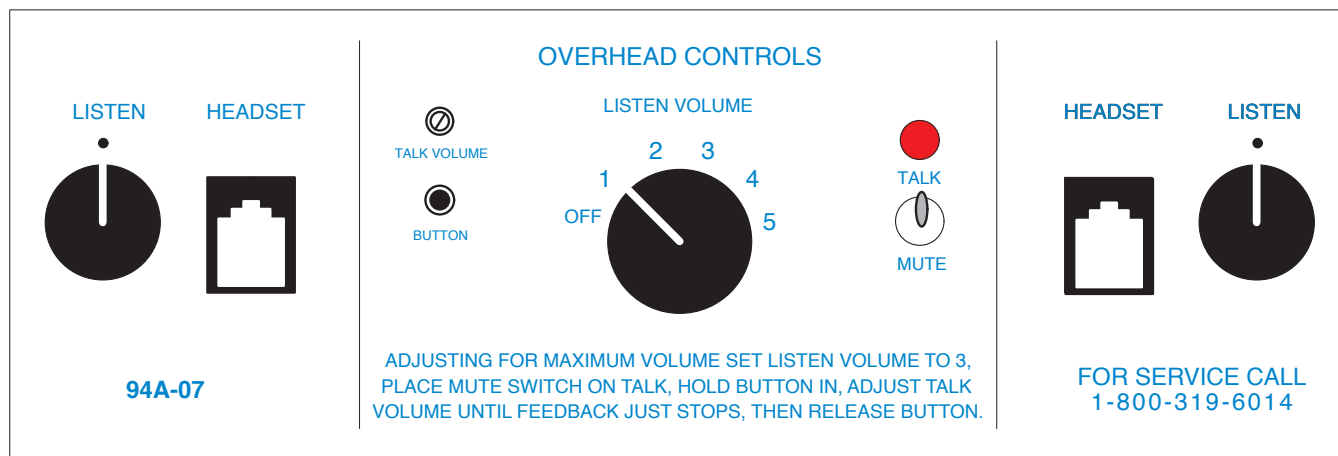 LISTEN
HEADSET
94A-07
OVERHEAD CONTROLS
TALK VOLUME
BUTTON
LISTEN VOLUME
OFF
1
2
3
4
5
TALK
MUTE
ADJUSTING FOR MAXIMUM VOLUME SET LISTEN VOLUME TO 3,
PLACE MUTE SWITCH ON TALK, HOLD BUTTON IN, ADJUST TALK
VOLUME UNTIL FEEDBACK JUST STOPS, THEN RELEASE BUTTON.
HEADSET
LISTEN
FOR SERVICE CALL
1-800-319-6014